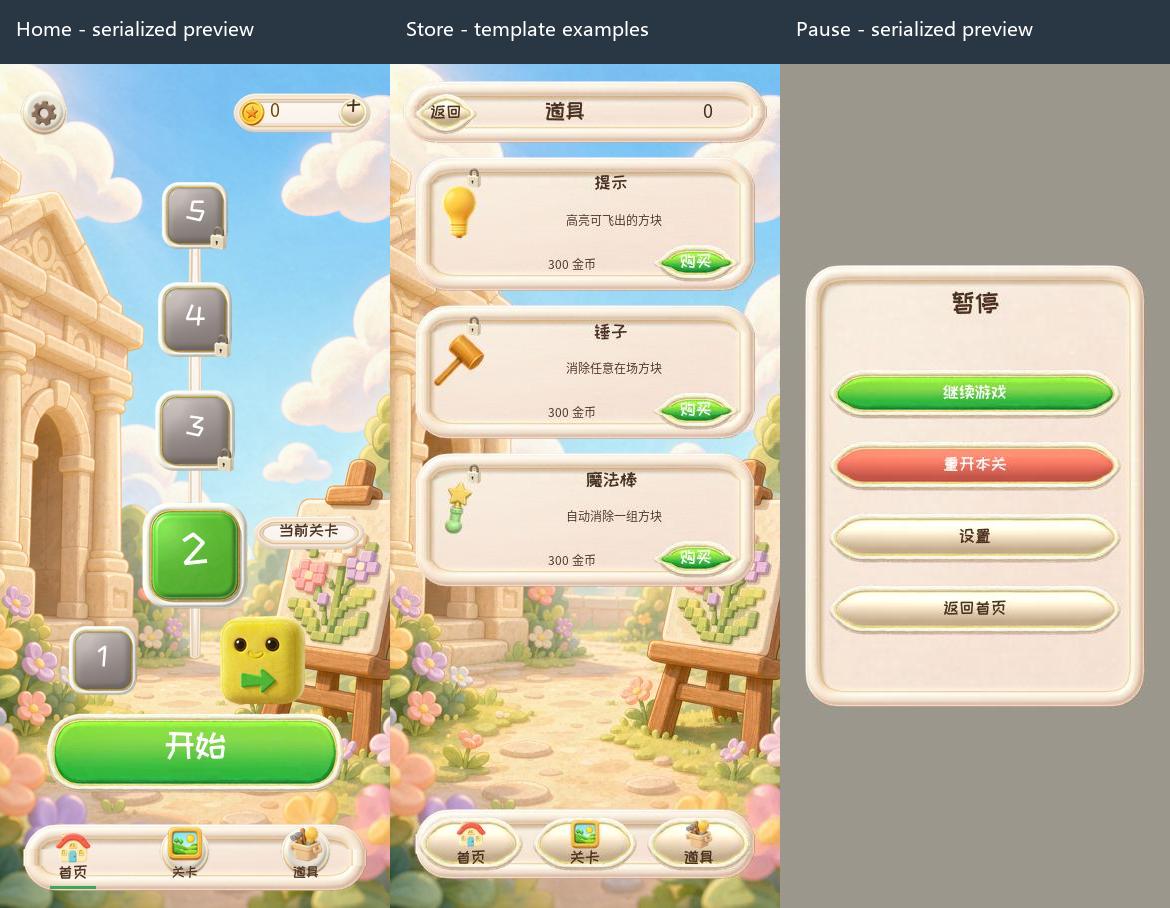 Home - serialized preview
0
+
5
4
3
2
当前关卡
1
开始
首页
关卡
道具
Store - template examples
返回
道具
0
提示
高亮可飞出的方块
300 金币
购买
锤子
消除任意在场方块
300 金币
购买
魔法棒
自动消除一组方块
300 金币
购买
首页
关卡
道具
Pause - serialized preview
暂停
继续游戏
重开本关
设置
返回首页